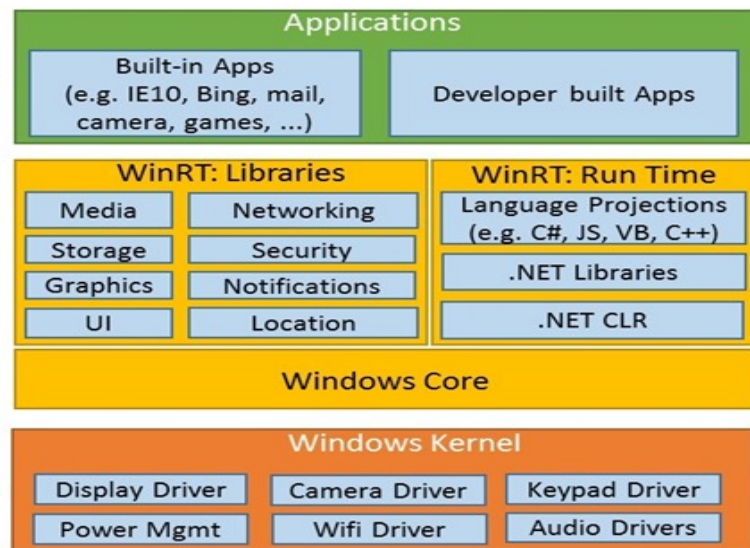 Applications
Built-in Apps
(e.g. IE10, Bing, mail,
camera, games, ...)
Developer built Apps
WinRT: Libraries
Media
Networking
Storage
Security
Graphics
Notifications
UI
Location
WinRT: Run Time
Language Projections
(e.g. C#, JS, VB, C++)
.NET Libraries
.NET CLR
Windows Core
Windows Kernel
Display Driver
Camera Driver
Keypad Driver
Power Mgmt
Wifi Driver
Audio Drivers